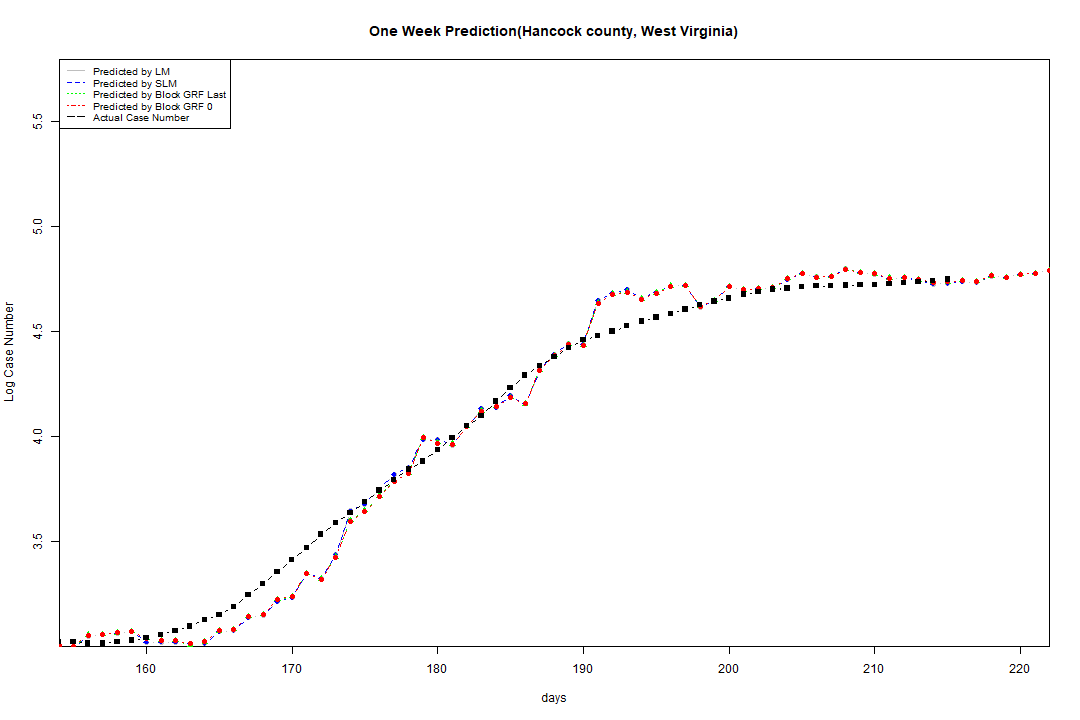 One Week Prediction(Hancock county, West Virginia)
Predicted by LM
Predicted by SLM
Predicted by Block GRF Last
Predicted by Block GRF 0
Actual Case Number
5.5
5.0
4.5
4.0
3.5
Log Case Number
160 170 180 190 200 210 220
days